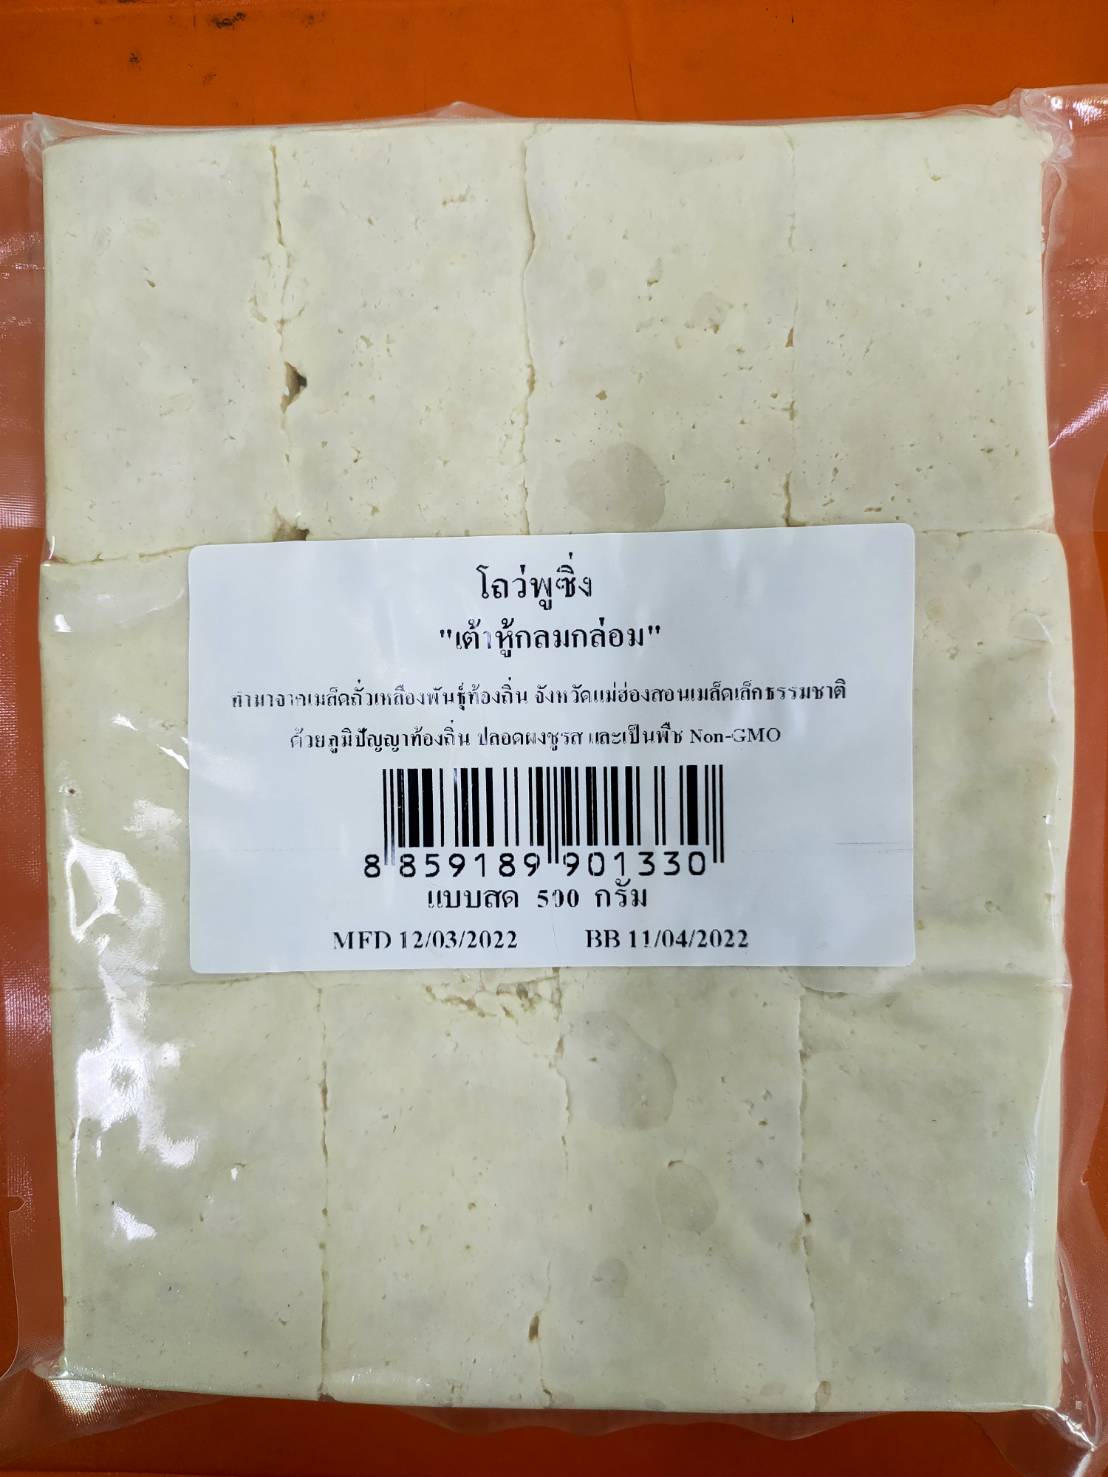 โถว่พูซิ่ง
"เต้าหู้กลมกล่อม"
ทำมาจากเมล็ดถั่วเหลืองพันธุ์ท้องถิ่น จังหวัดแม่ฮ่องสอนเมล็ดเล็กธรรมชาติ
ด้วยภูมิปัญญาท้องถิ่น ปลอดผงชูรส และเป็นพืช Non-GMO
8 859189 901330
แบบสด 500 กรัม
MFD 12/03/2022 BB 11/04/2022